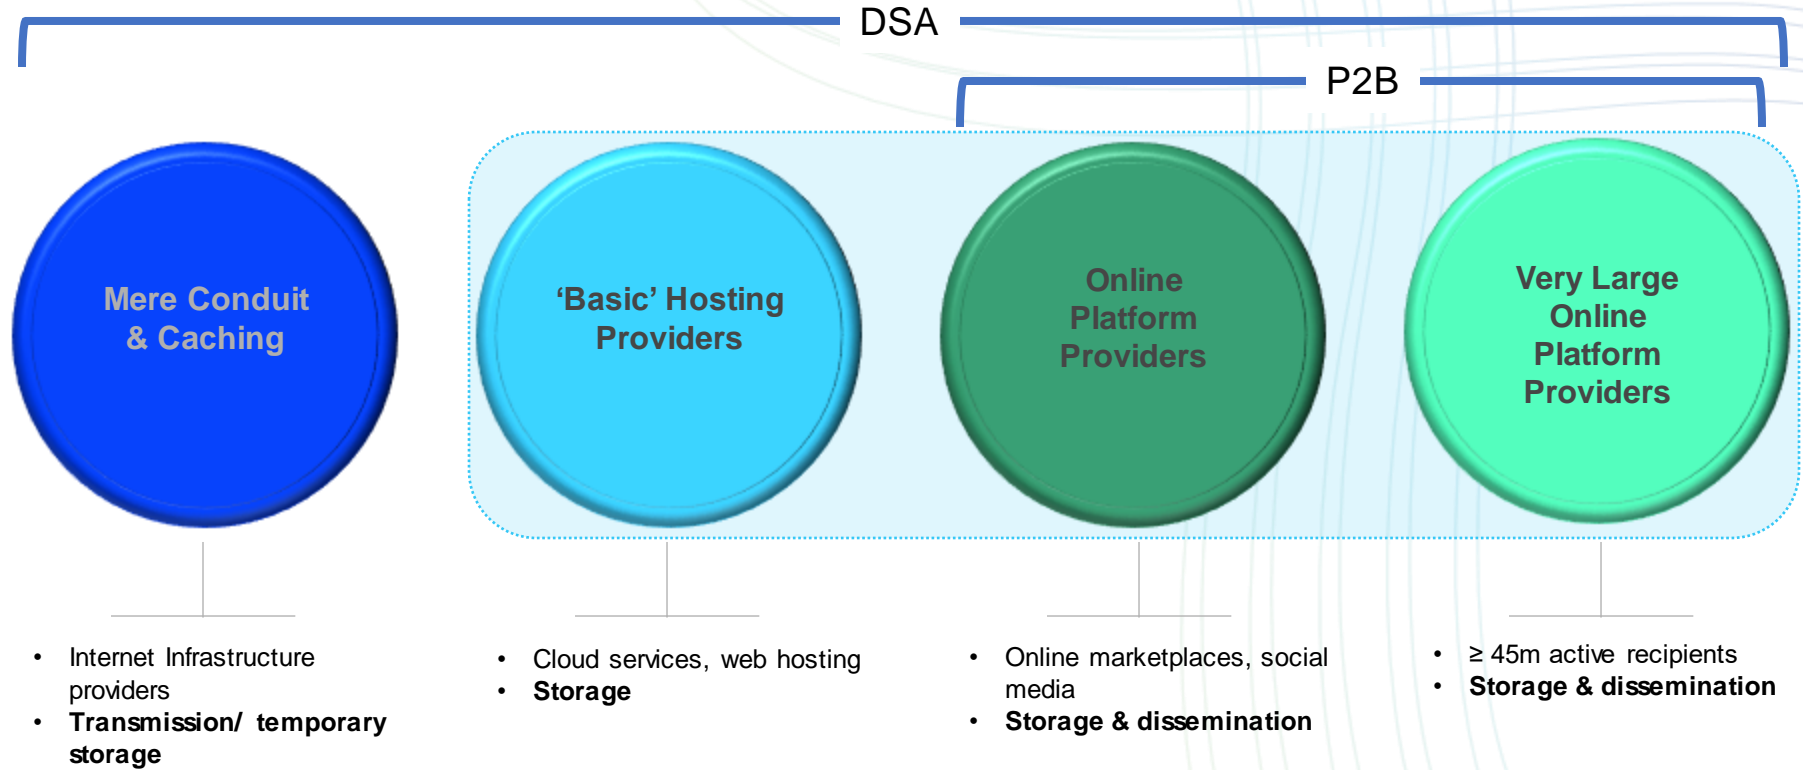 DSA
P2B
Mere Conduit
& Caching
‘Basic’ Hosting
Providers
Online
Platform
Providers
Very Large
Online
Platform
Providers
• Internet Infrastructure
providers
• Transmission/ temporary
storage
• Cloud services, web hosting
• Storage
• Online marketplaces, social
media
• Storage & dissemination
• ≥ 45m active recipients
• Storage & dissemination